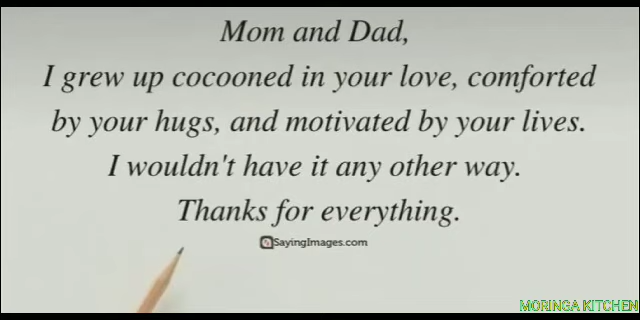 Mom and Dad,
I grew up cocooned in your love, comforted
by your hugs, and motivated by your lives.
I wouldn't have it any other way.
Thanks for everything.
SayingImages.com
MORINGA KITCHEN